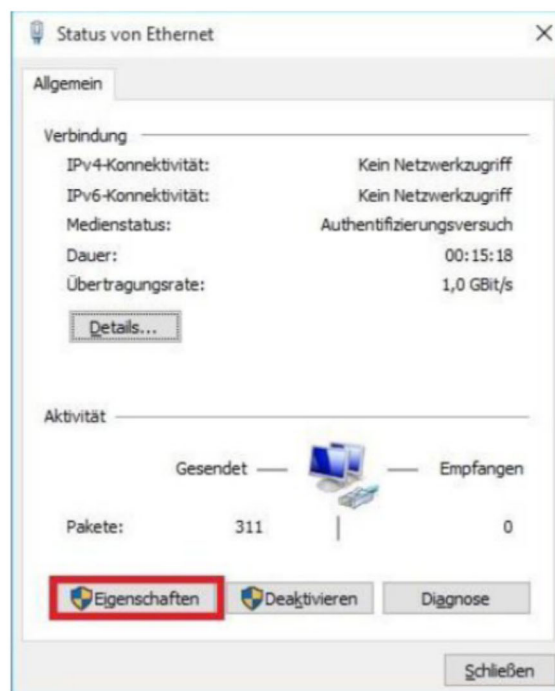 Status von Ethernet
Allgemein
Verbindung
IPv4-Konnektivität: Kein Netzwerkzugriff
IPv6-Konnektivität: Kein Netzwerkzugriff
Medienstatus: Authentifizierungsversuch
Dauer: 00:15:18
Übertragungsrate: 1,0 GBit/s
Details...
Aktivität
Gesendet Empfangen
Pakete: 311 0
Eigenschaften Deaktivieren Diagnose
Schließen